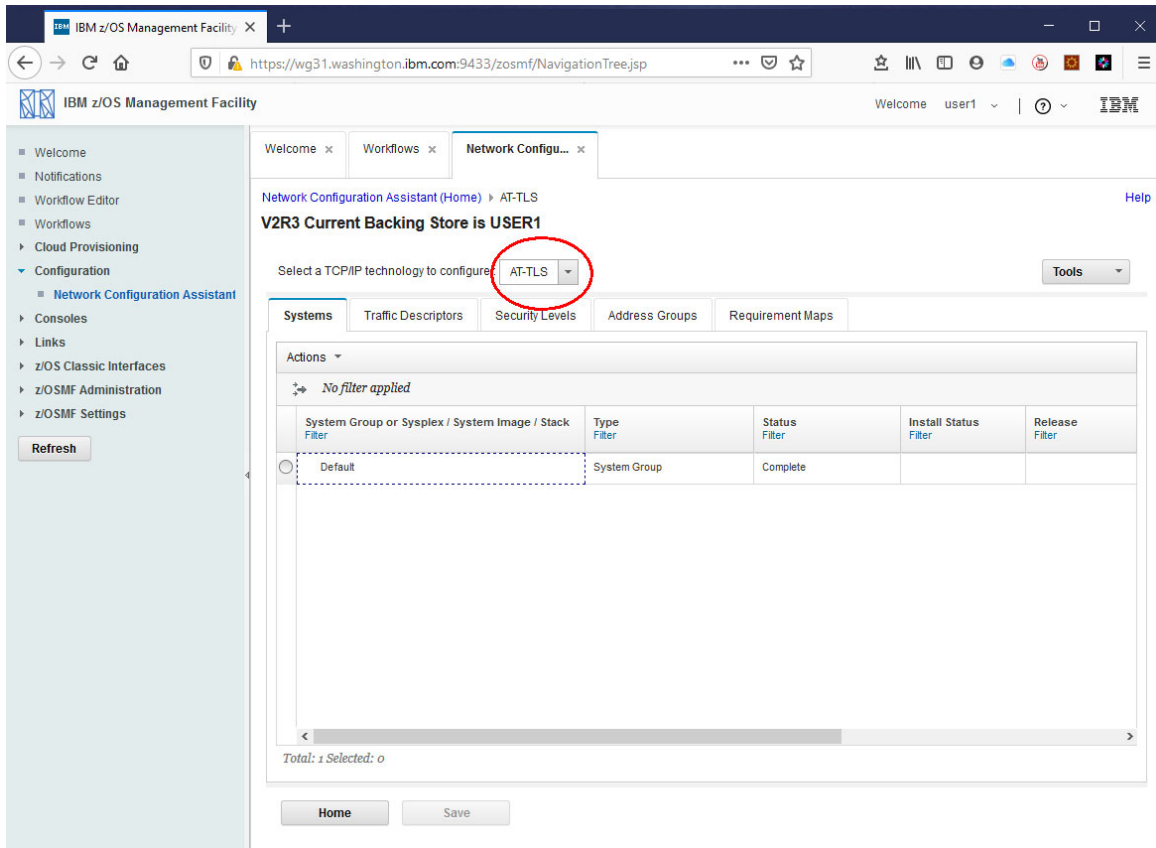 IBM IBM z/OS Management Facility
https://wg31.washington.ibm.com:9433/zosmf/NavigationTree.jsp
IBM z/OS Management Facility
Welcome user1
IBM
Welcome
Notifications
Workflow Editor
Workflows
Cloud Provisioning
Configuration
Network Configuration Assistant
Consoles
Links
z/OS Classic Interfaces
z/OSMF Administration
z/OSMF Settings
Refresh
Welcome Workflows Network Configu...
Network Configuration Assistant (Home) AT-TLS Help
V2R3 Current Backing Store is USER1
Select a TCP/IP technology to configure: AT-TLS Tools
Systems Traffic Descriptors Security Levels Address Groups Requirement Maps
Actions
No filter applied
System Group or Sysplex / System Image / Stack Type Status Install Status Release
Filter Filter Filter Filter Filter
Default System Group Complete
Total: 1 Selected: 0
Home Save